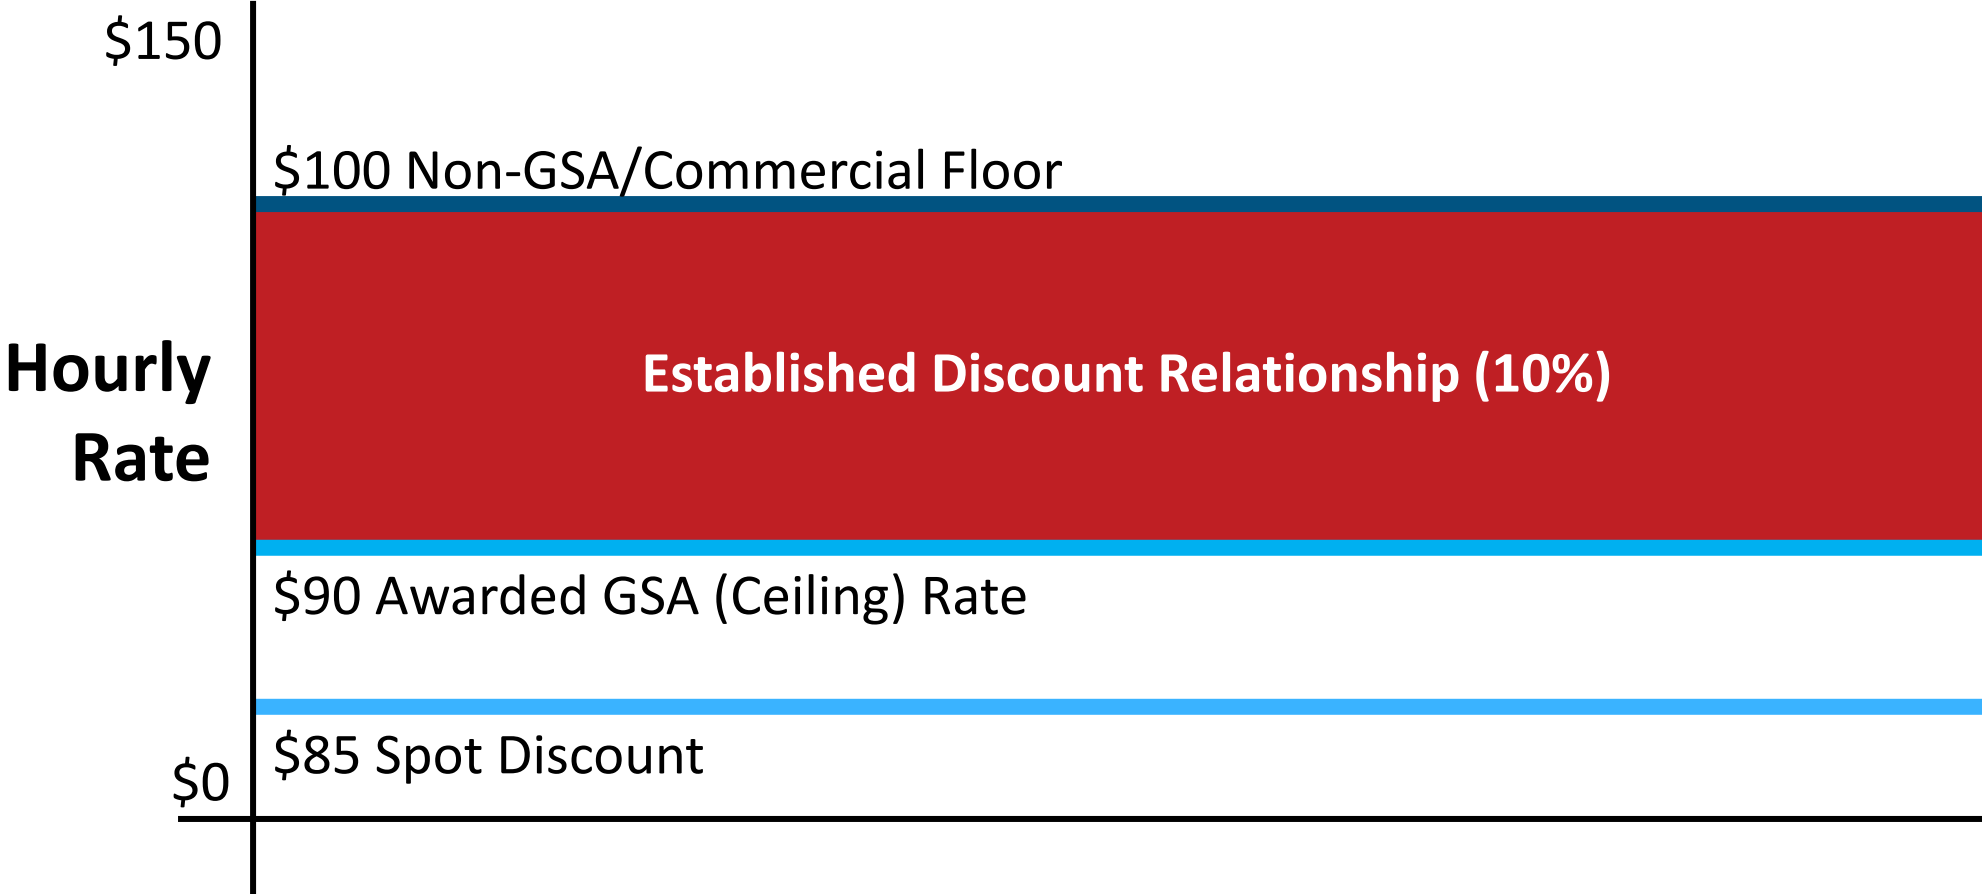 $150
$100 Non-GSA/Commercial Floor
Hourly
Rate
Established Discount Relationship (10%)
$90 Awarded GSA (Ceiling) Rate
$85 Spot Discount
$0